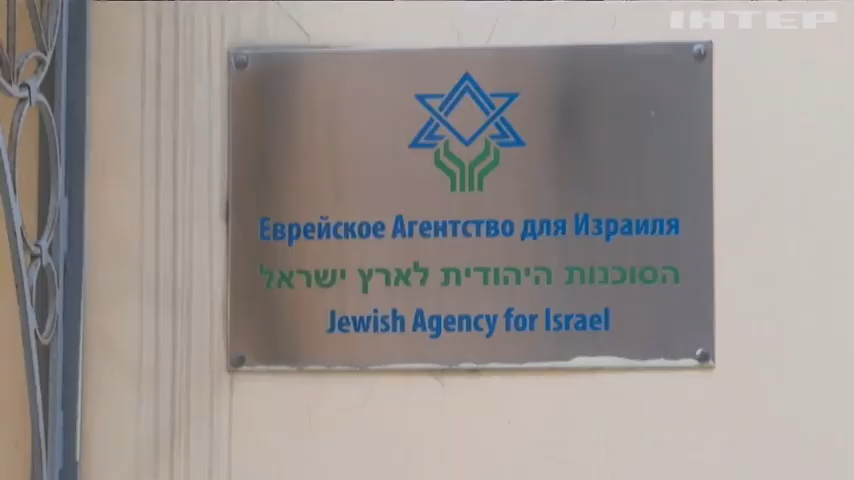 ІНТЕР
Еврейское Агентство для Израиля
הסוכנות היהודית לארץ ישראל
Jewish Agency for Israel